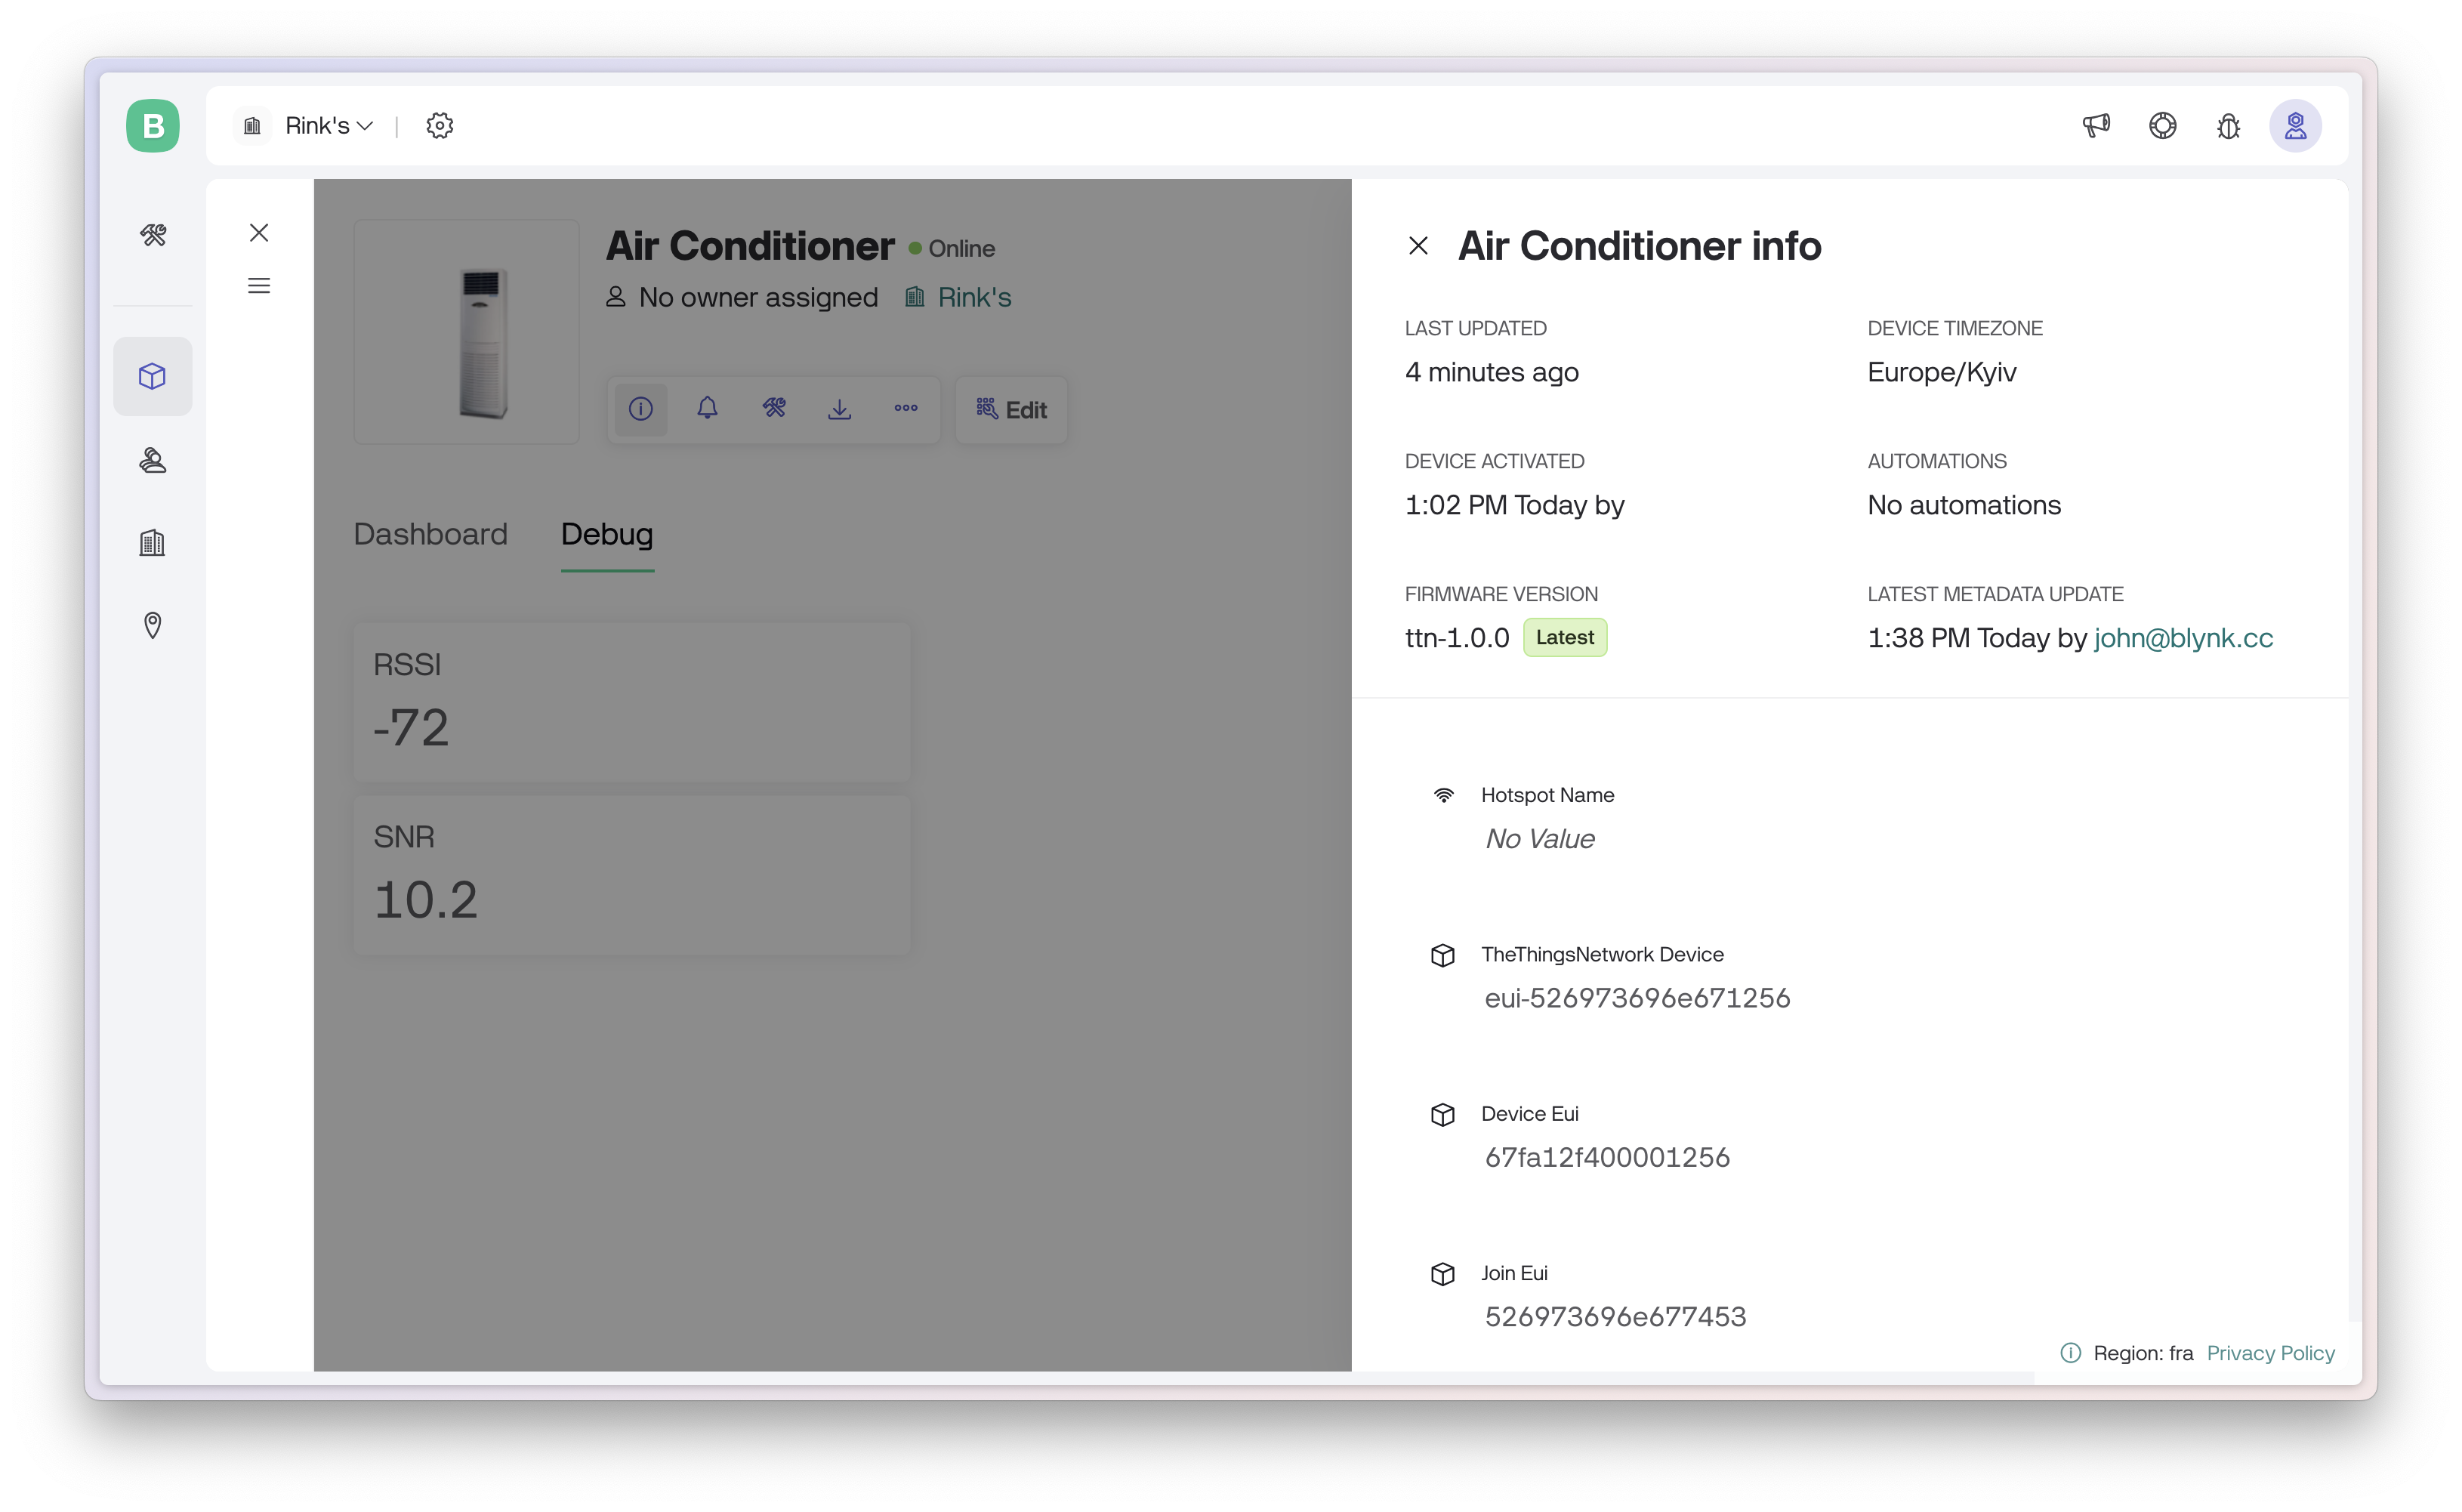 B
Rink's
Air Conditioner
Online
No owner assigned
Rink's
Edit
Dashboard
Debug
RSSI
-72
SNR
10.2
Air Conditioner info
LAST UPDATED
4 minutes ago
DEVICE TIMEZONE
Europe/Kyiv
DEVICE ACTIVATED
1:02 PM Today by
AUTOMATIONS
No automations
FIRMWARE VERSION
ttn-1.0.0 Latest
LATEST METADATA UPDATE
1:38 PM Today by john@blynk.cc
Hotspot Name
No Value
TheThingsNetwork Device
eui-526973696e671256
Device Eui
67fa12f400001256
Join Eui
526973696e677453
Region: fra Privacy Policy